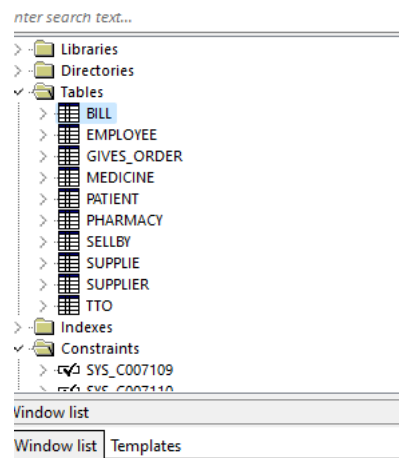 nter search text...
Libraries
Directories
Tables
BILL
EMPLOYEE
GIVES_ORDER
MEDICINE
PATIENT
PHARMACY
SELLBY
SUPPLIE
SUPPLIER
TTO
Indexes
Constraints
SYS_C007109
SYS_C007110
Window list
Window list Templates